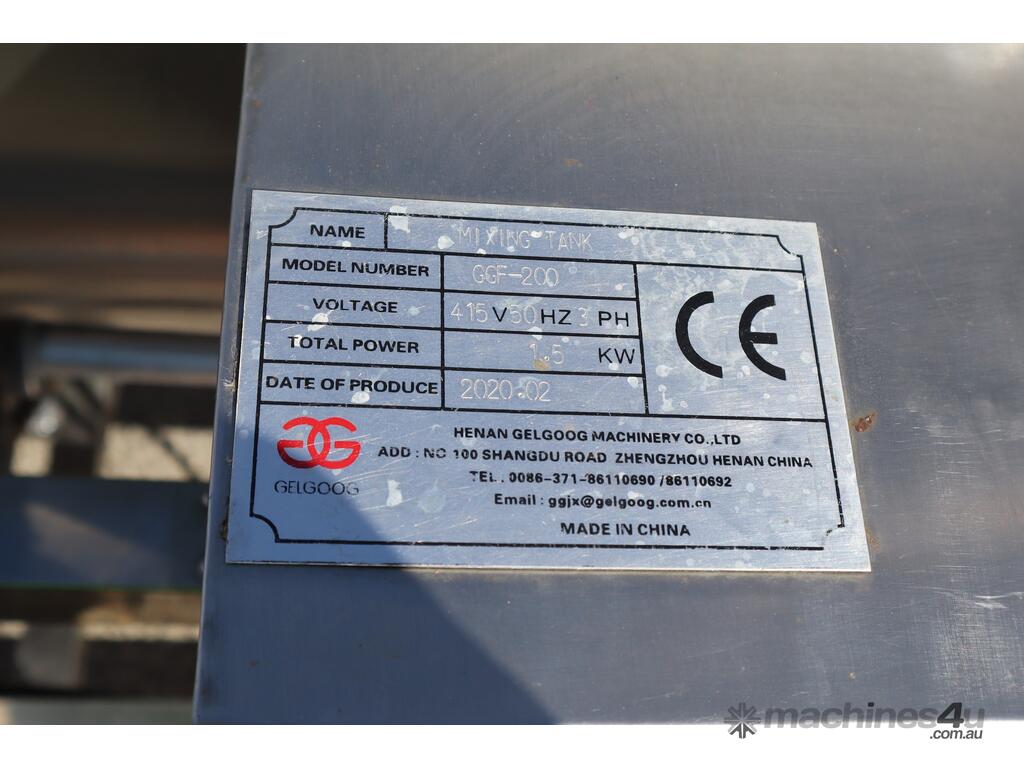 NAME MIXING TANK
MODEL NUMBER GGF-200
VOLTAGE 415 V 50 HZ 3 PH
TOTAL POWER 1.5 KW
DATE OF PRODUCE 2020.02
CE
GELGOOG
HENAN GELGOOG MACHINERY CO.,LTD
ADD : NO 100 SHANGDU ROAD ZHENGZHOU HENAN CHINA
TEL . 0086-371-86110690 /86110692
Email : ggjx@gelgoog.com.cn
MADE IN CHINA
machines4u
.com.au